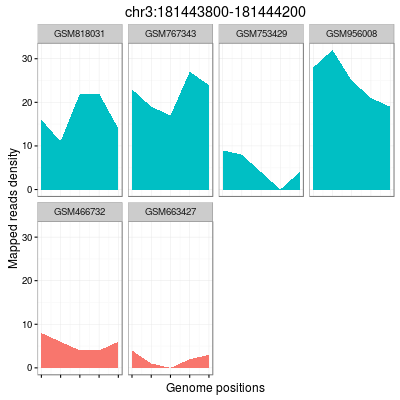 chr3:181443800-181444200
GSM818031 GSM767343 GSM753429 GSM956008
30
20
10
0
GSM466732 GSM663427
30
20
10
0
Mapped reads density
Genome positions